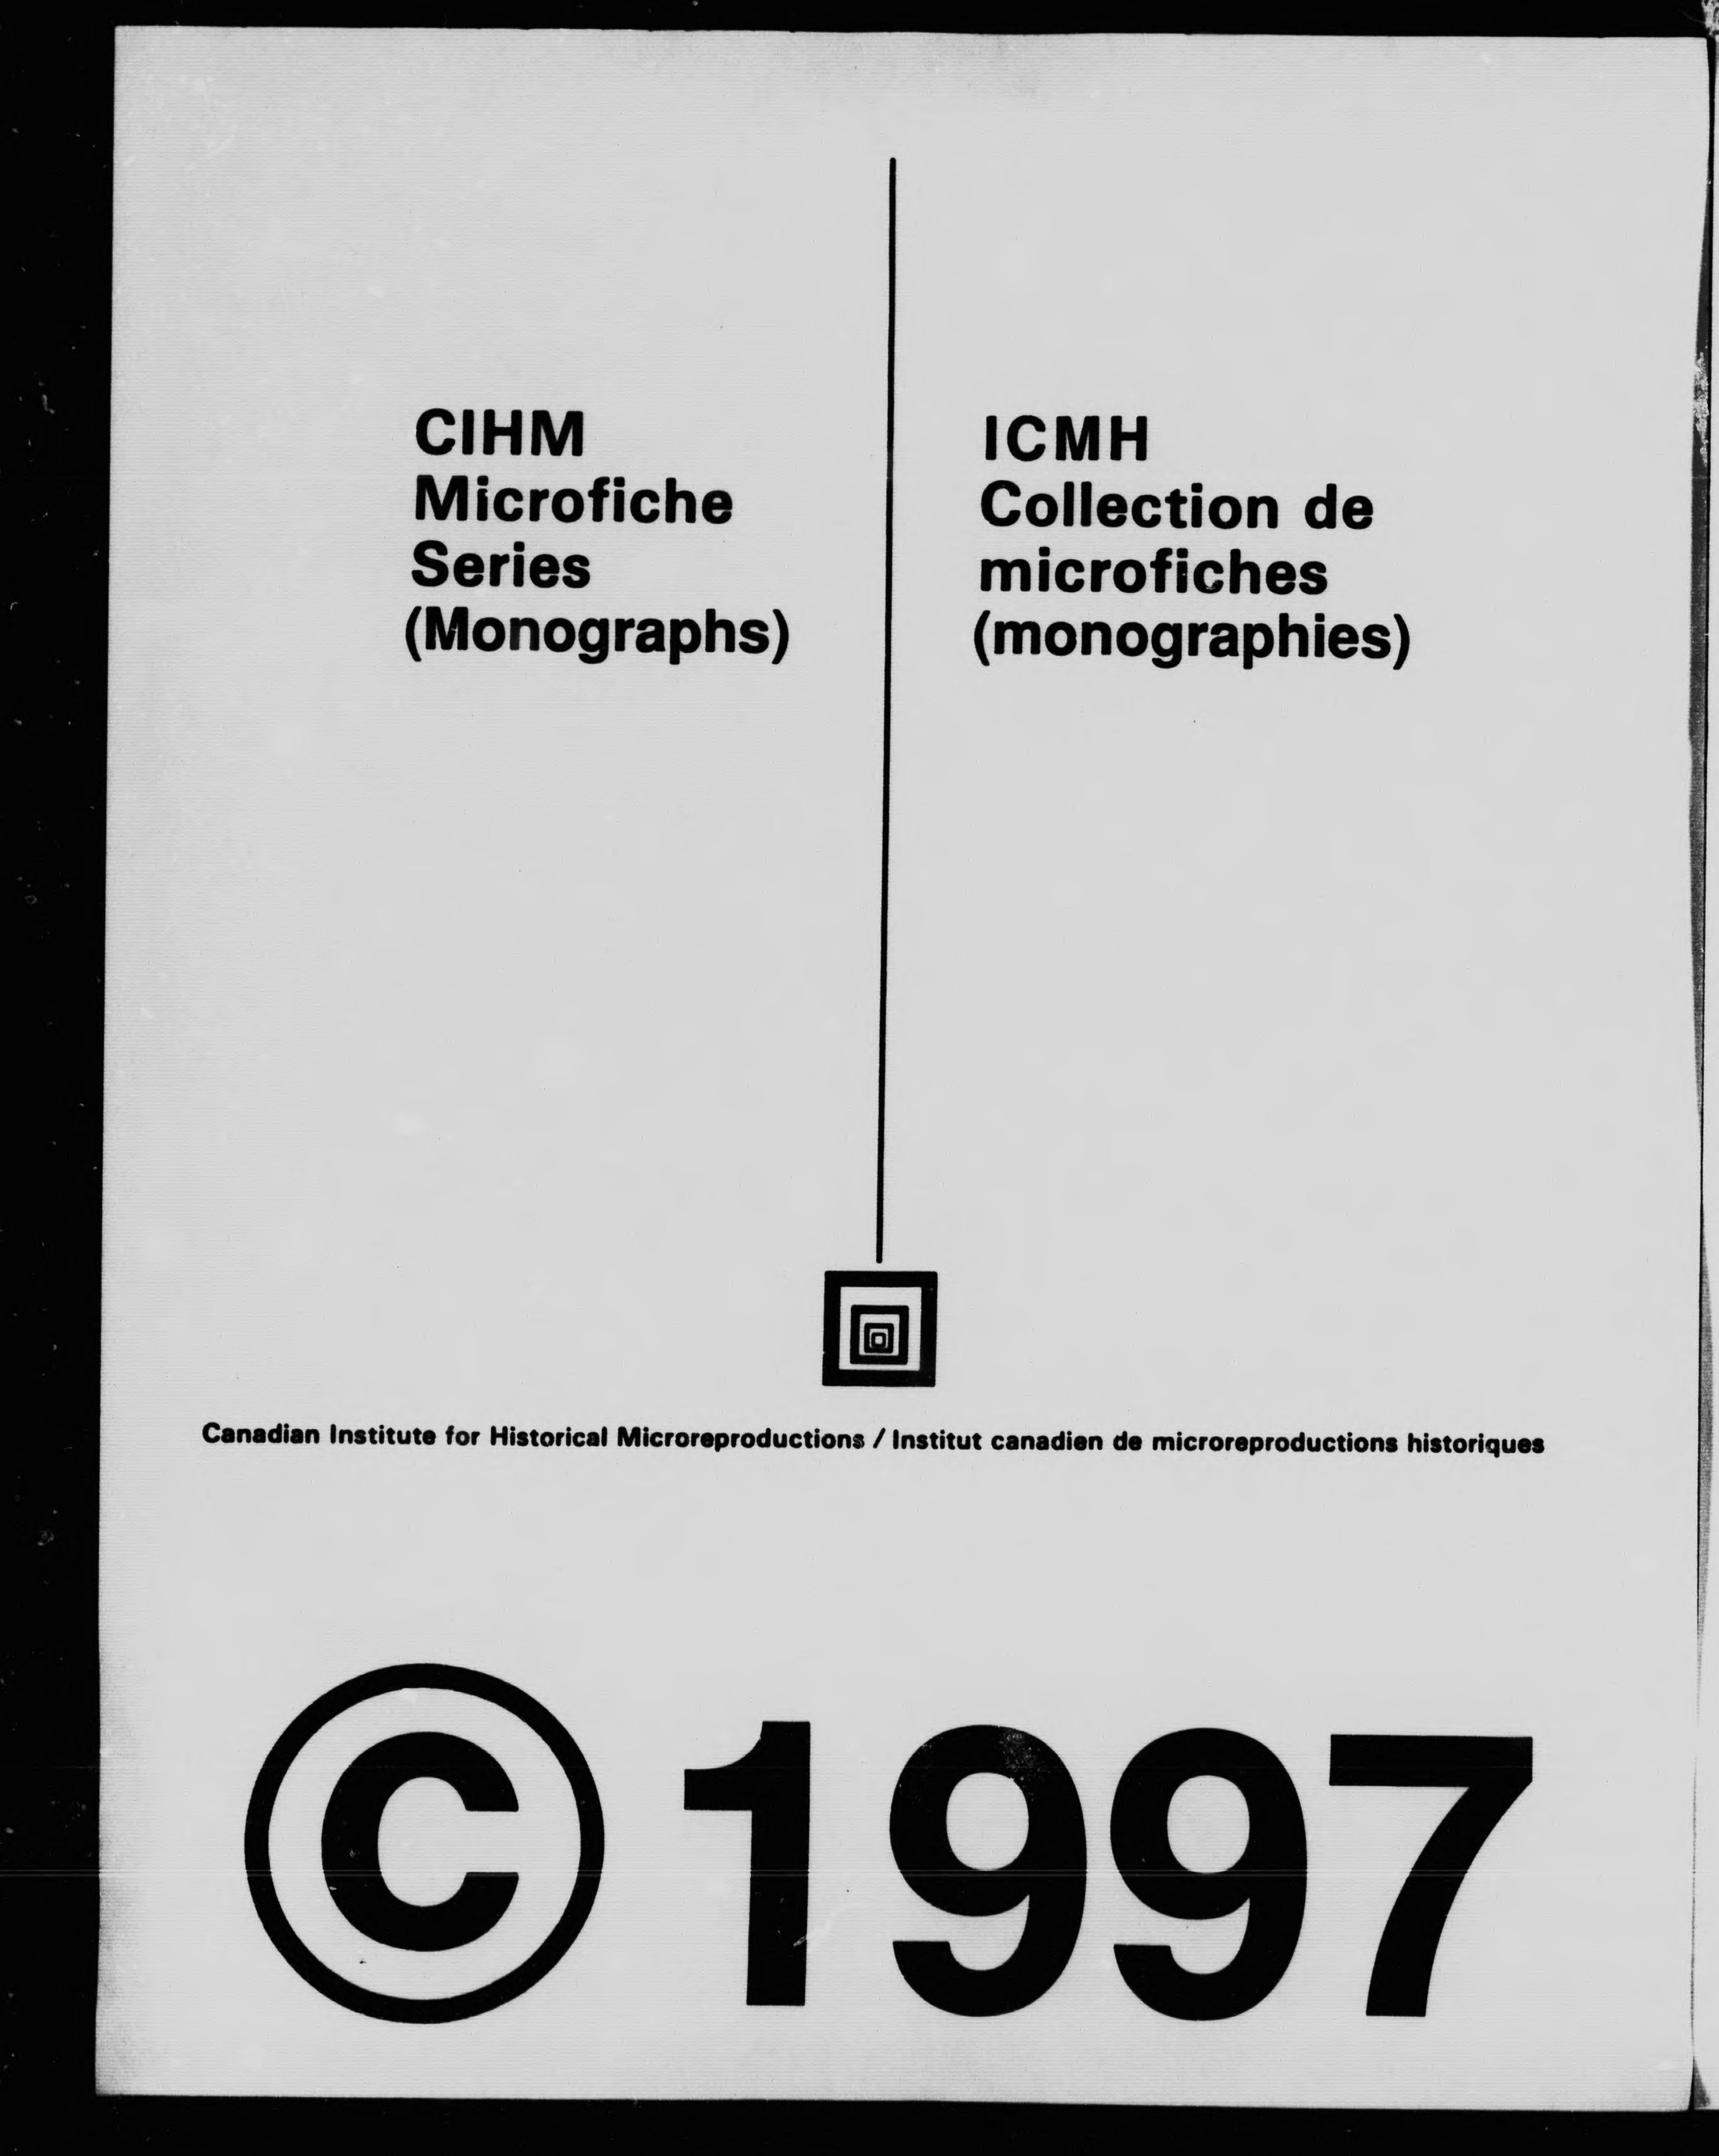 CIHM
Microfiche
Series
(Monographs)
ICMH
Collection de
microfiches
(monographies)
Canadian Institute for Historical Microreproductions / Institut canadien de microreproductions historiques
© 1997